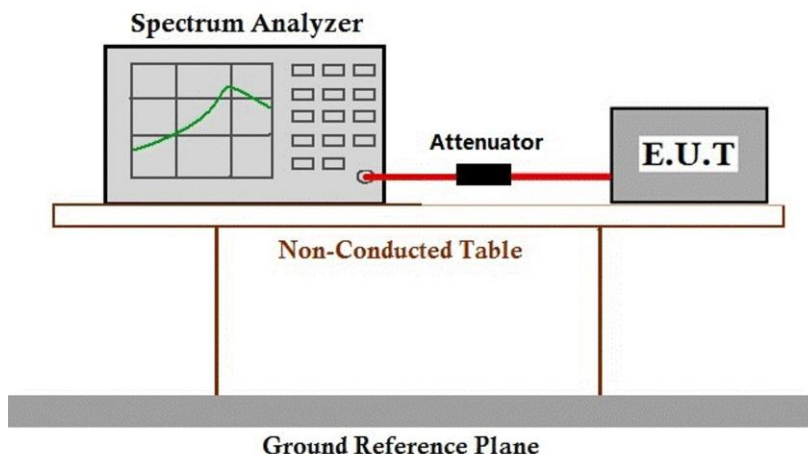 Spectrum Analyzer
Attenuator
E.U.T
Non-Conducted Table
Ground Reference Plane